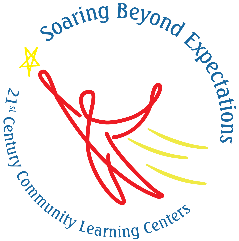 Soaring Beyond Expectations
21st Century Community Learning Centers